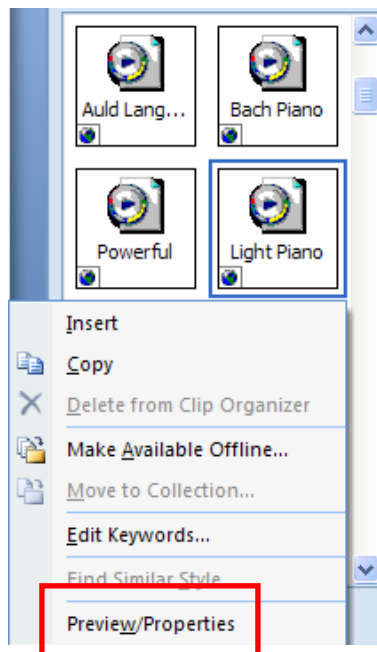 Auld Lang... Bach Piano
Powerful Light Piano
Insert
Copy
Delete from Clip Organizer
Make Available Offline...
Move to Collection...
Edit Keywords...
Find Similar Style
Preview/Properties